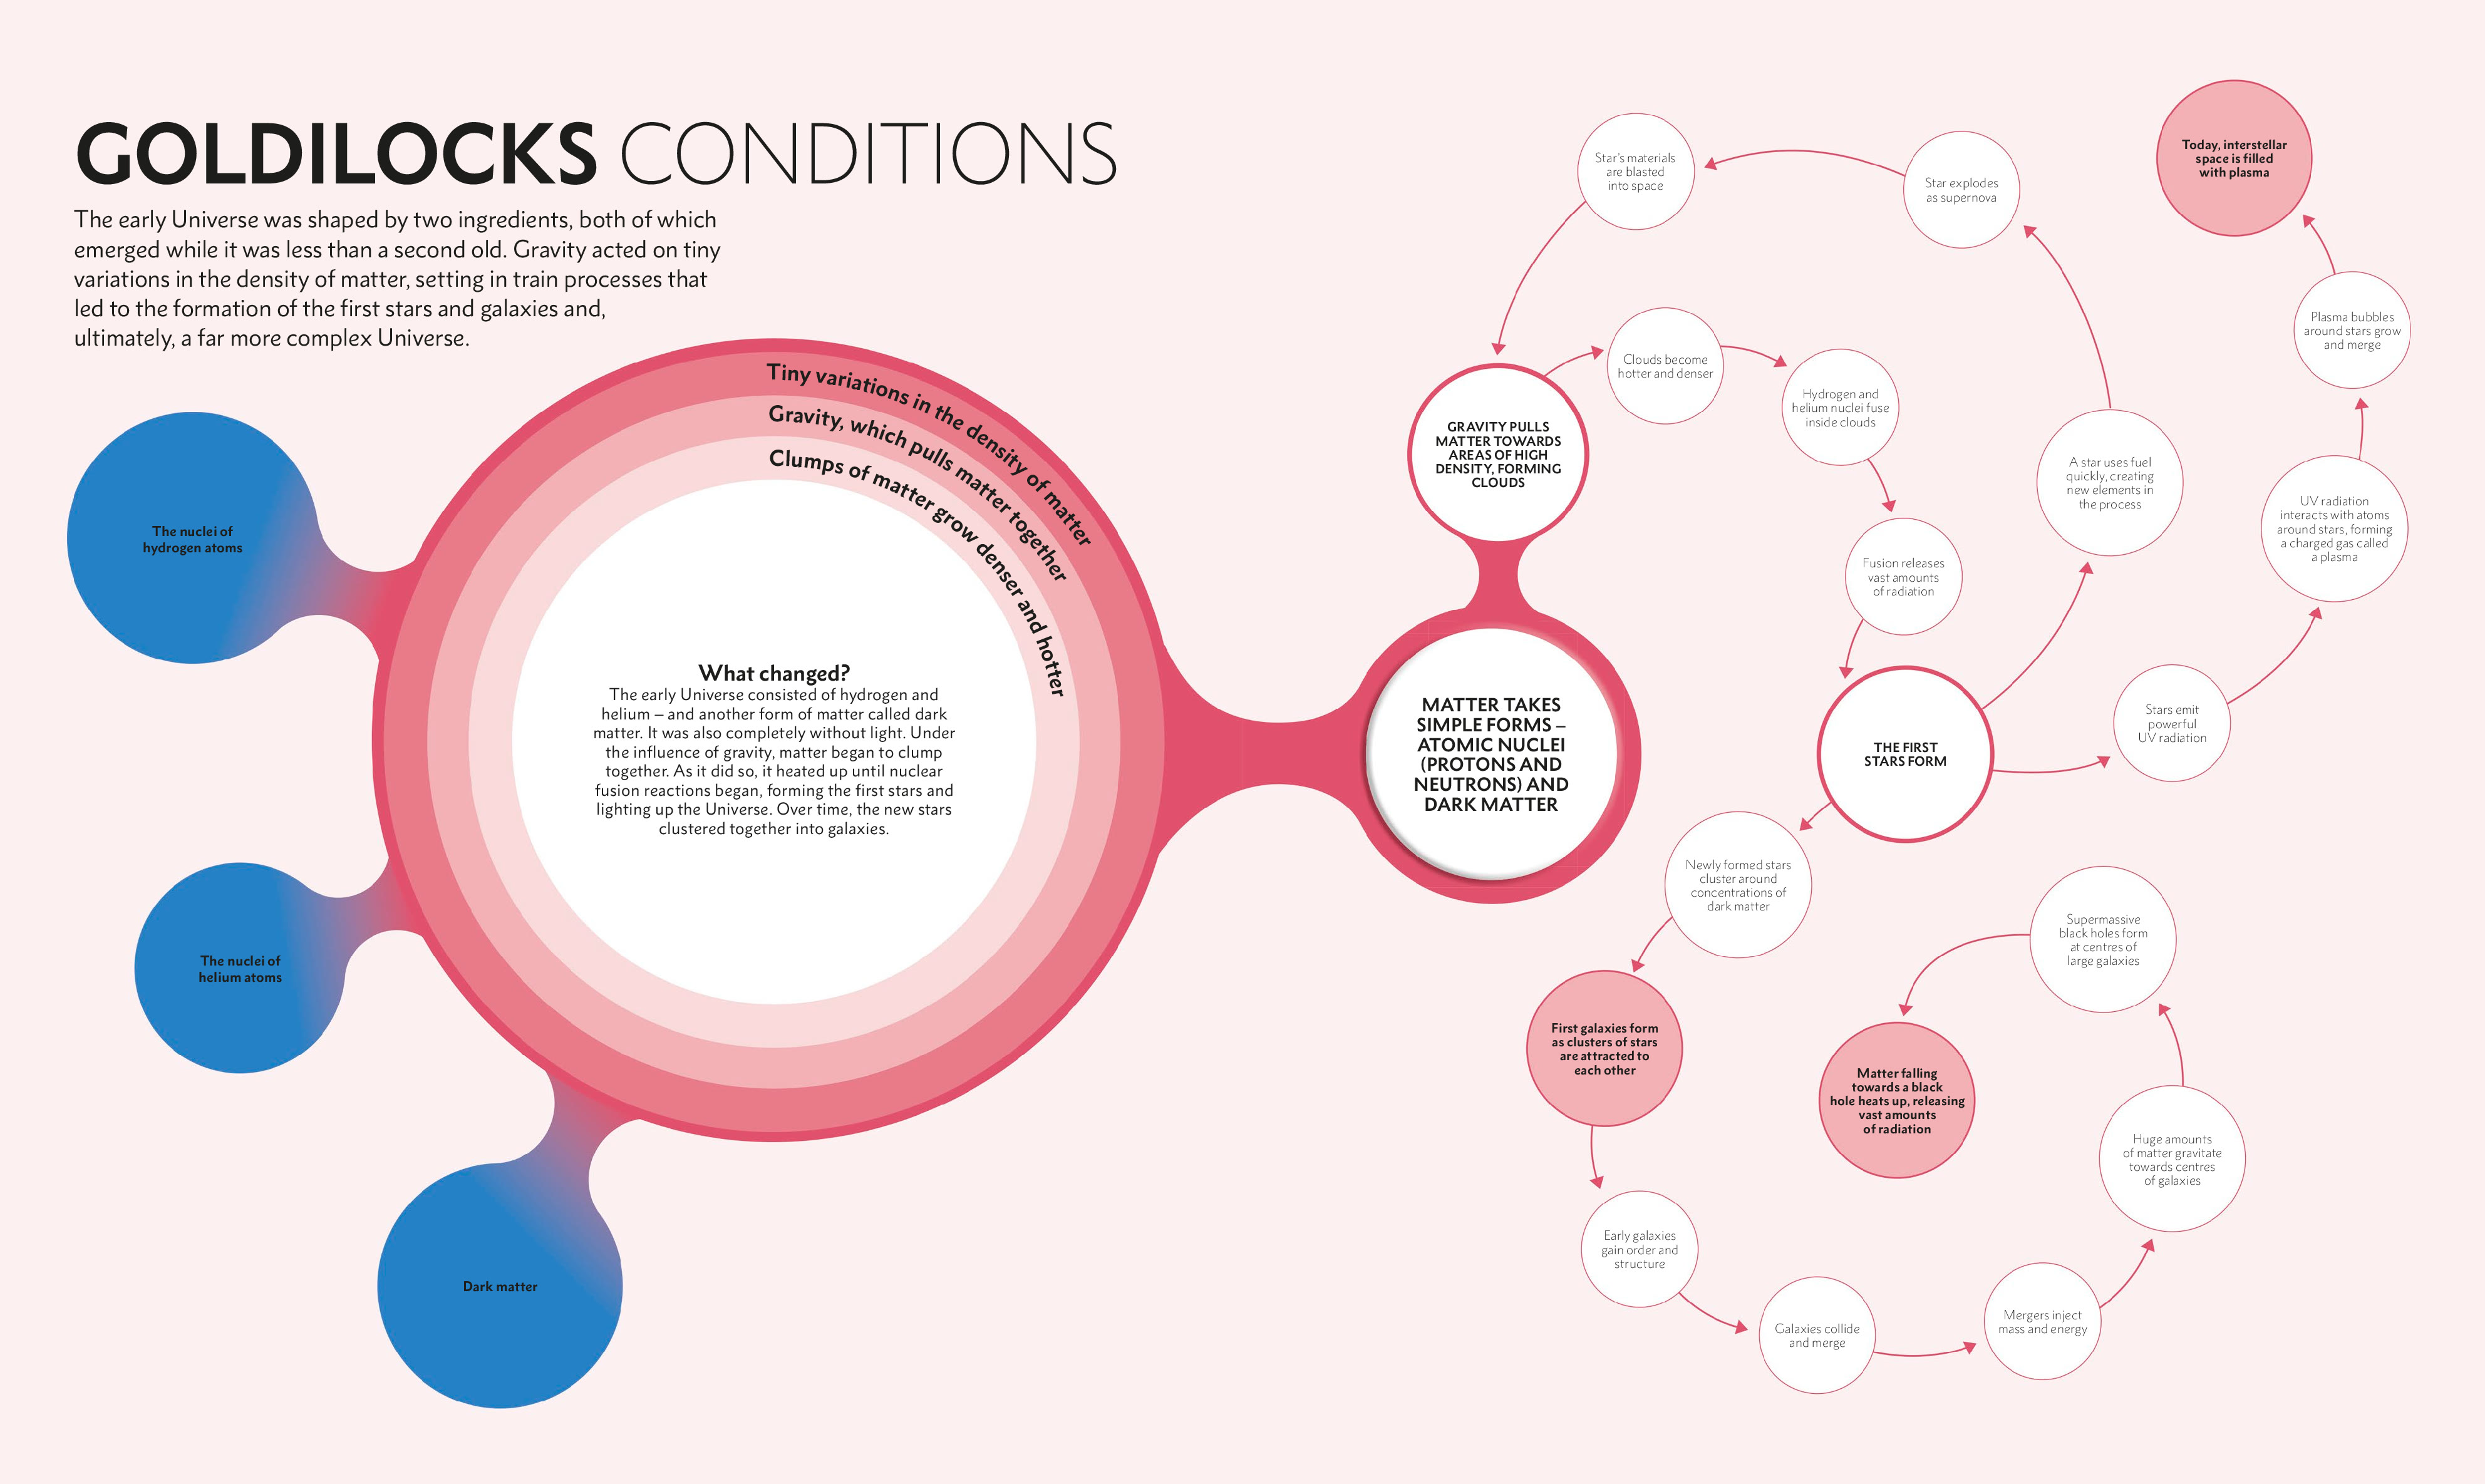 GOLDILOCKS CONDITIONS
The early Universe was shaped by two ingredients, both of which
emerged while it was less than a second old. Gravity acted on tiny
variations in the density of matter, setting in train processes that
led to the formation of the first stars and galaxies and,
ultimately, a far more complex Universe.
The nuclei of
hydrogen atoms
The nuclei of
helium atoms
Dark matter
Tiny variations in the density of matter
Gravity, which pulls matter together
Clumps of matter grow denser and hotter
What changed?
The early Universe consisted of hydrogen and
helium – and another form of matter called dark
matter. It was also completely without light. Under
the influence of gravity, matter began to clump
together. As it did so, it heated up until nuclear
fusion reactions began, forming the first stars and
lighting up the Universe. Over time, the new stars
clustered together into galaxies.
MATTER TAKES
SIMPLE FORMS –
ATOMIC NUCLEI
(PROTONS AND
NEUTRONS) AND
DARK MATTER
GRAVITY PULLS
MATTER TOWARDS
AREAS OF HIGH
DENSITY, FORMING
CLOUDS
Clouds become
hotter and denser
Hydrogen and
helium nuclei fuse
inside clouds
Fusion releases
vast amounts
of radiation
THE FIRST
STARS FORM
A star uses fuel
quickly, creating
new elements in
the process
Star explodes
as supernova
Star's materials
are blasted
into space
Stars emit
powerful
UV radiation
UV radiation
interacts with atoms
around stars, forming
a charged gas called
a plasma
Plasma bubbles
around stars grow
and merge
Today, interstellar
space is filled
with plasma
Newly formed stars
cluster around
concentrations of
dark matter
First galaxies form
as clusters of stars
are attracted to
each other
Early galaxies
gain order and
structure
Galaxies collide
and merge
Mergers inject
mass and energy
Huge amounts
of matter gravitate
towards centres
of galaxies
Supermassive
black holes form
at centres of
large galaxies
Matter falling
towards a black
hole heats up, releasing
vast amounts
of radiation